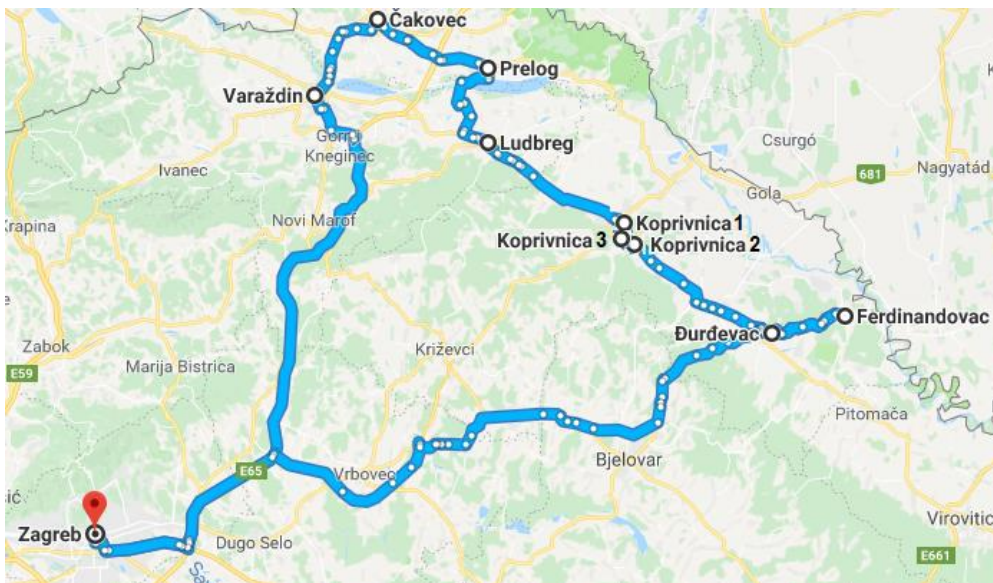 Čakovec
Prelog
Varaždin
Gornji
Kneginec
Ludbreg
Csurgó
Ivanec
681
Nagyatád
Gola
Krapina
Novi Marof
Koprivnica 1
Koprivnica 3
Koprivnica 2
Ferdinandovac
Đurđevac
Zabok
Križevci
Marija Bistrica
E59
Pitomača
E65
Vrbovec
Bjelovar
Zagreb
Dugo Selo
E661